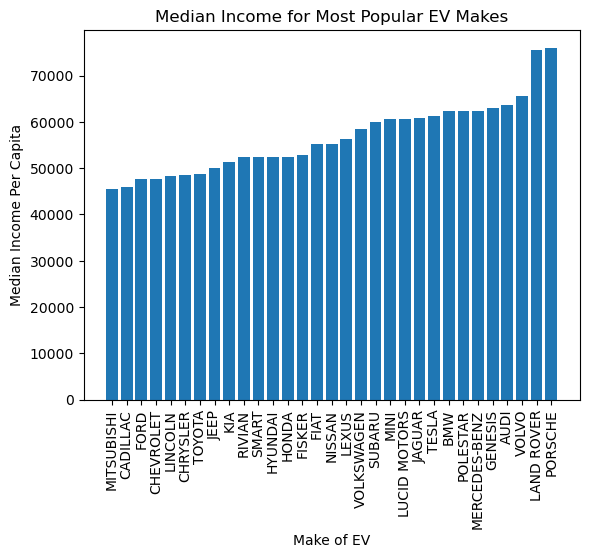 Median Income for Most Popular EV Makes
Median Income Per Capita
70000
60000
50000
40000
30000
20000
10000
0
MITSUBISHI
CADILLAC
FORD
CHEVROLET
LINCOLN
CHRYSLER
TOYOTA
JEEP
KIA
RIVIAN
SMART
HYUNDAI
HONDA
FISKER
FIAT
NISSAN
LEXUS
VOLKSWAGEN
SUBARU
MINI
LUCID MOTORS
JAGUAR
TESLA
BMW
POLESTAR
MERCEDES-BENZ
GENESIS
AUDI
VOLVO
LAND ROVER
PORSCHE
Make of EV